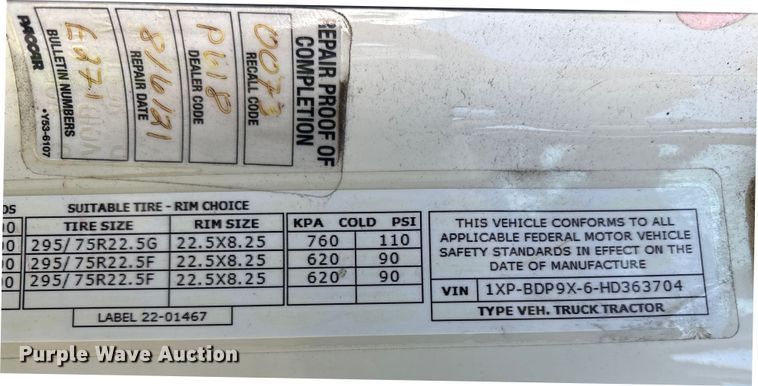 REPAIR PROOF OF
COMPLETION
0073
RECALL CODE
P618
DEALER CODE
8/6/21
REPAIR DATE
E271
BULLETIN NUMBERS
PACCAR
•Y53-6107
DS SUITABLE TIRE - RIM CHOICE
TIRE SIZE RIM SIZE KPA COLD PSI
295/75R22.5G 22.5X8.25 760 110
295/75R22.5F 22.5X8.25 620 90
295/75R22.5F 22.5X8.25 620 90
LABEL 22-01467
THIS VEHICLE CONFORMS TO ALL
APPLICABLE FEDERAL MOTOR VEHICLE
SAFETY STANDARDS IN EFFECT ON THE
DATE OF MANUFACTURE
VIN 1XP-BDP9X-6-HD363704
TYPE VEH. TRUCK TRACTOR
Purple Wave Auction